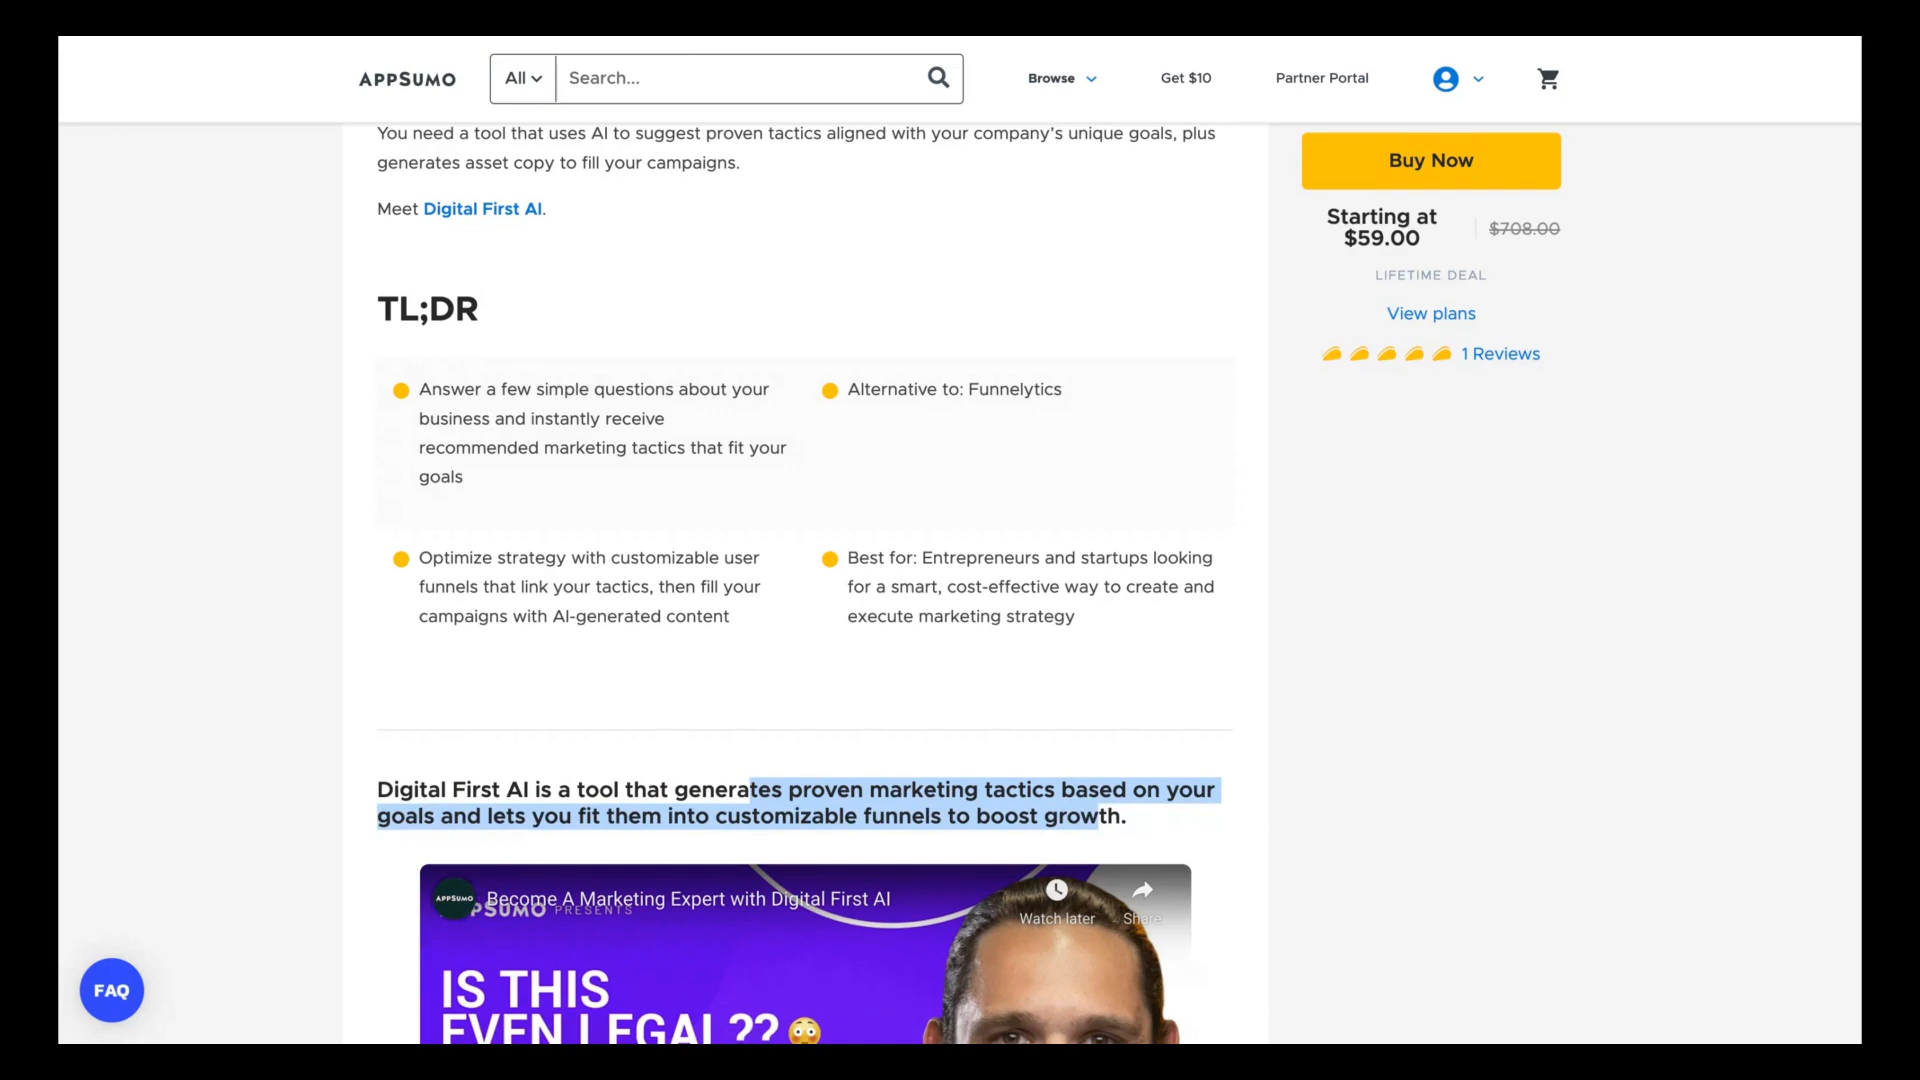 APPSUMO
All
Search...
Browse
Get $10
Partner Portal
You need a tool that uses AI to suggest proven tactics aligned with your company’s unique goals, plus
generates asset copy to fill your campaigns.
Meet Digital First AI.
Buy Now
Starting at
$59.00
$708.00
LIFETIME DEAL
View plans
1 Reviews
TL;DR
Answer a few simple questions about your
business and instantly receive
recommended marketing tactics that fit your
goals
Alternative to: Funnelytics
Optimize strategy with customizable user
funnels that link your tactics, then fill your
campaigns with AI-generated content
Best for: Entrepreneurs and startups looking
for a smart, cost-effective way to create and
execute marketing strategy
Digital First AI is a tool that generates proven marketing tactics based on your
goals and lets you fit them into customizable funnels to boost growth.
APPSUMO
Become A Marketing Expert with Digital First AI
PSUMO PRESENTS
Watch later
Share
IS THIS
EVEN LEGAL??
FAQ